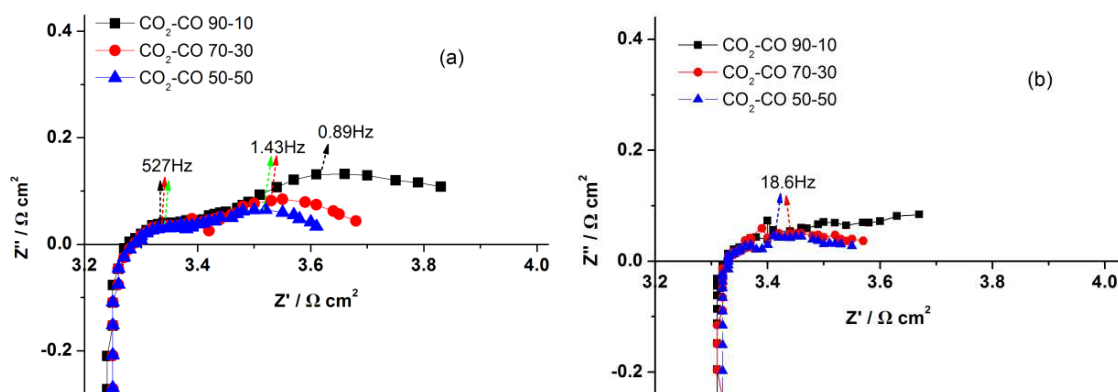 0.4
CO₂-CO 90-10
CO₂-CO 70-30
CO₂-CO 50-50
(a)
0.2
527Hz
1.43Hz
0.89Hz
0.0
3.2
3.4
3.6
3.8
4.0
-0.2
Z'' / Ω cm²
Z' / Ω cm²
0.4
CO₂-CO 90-10
CO₂-CO 70-30
CO₂-CO 50-50
(b)
0.2
18.6Hz
0.0
3.2
3.4
3.6
3.8
4.0
-0.2
Z'' / Ω cm²
Z' / Ω cm²